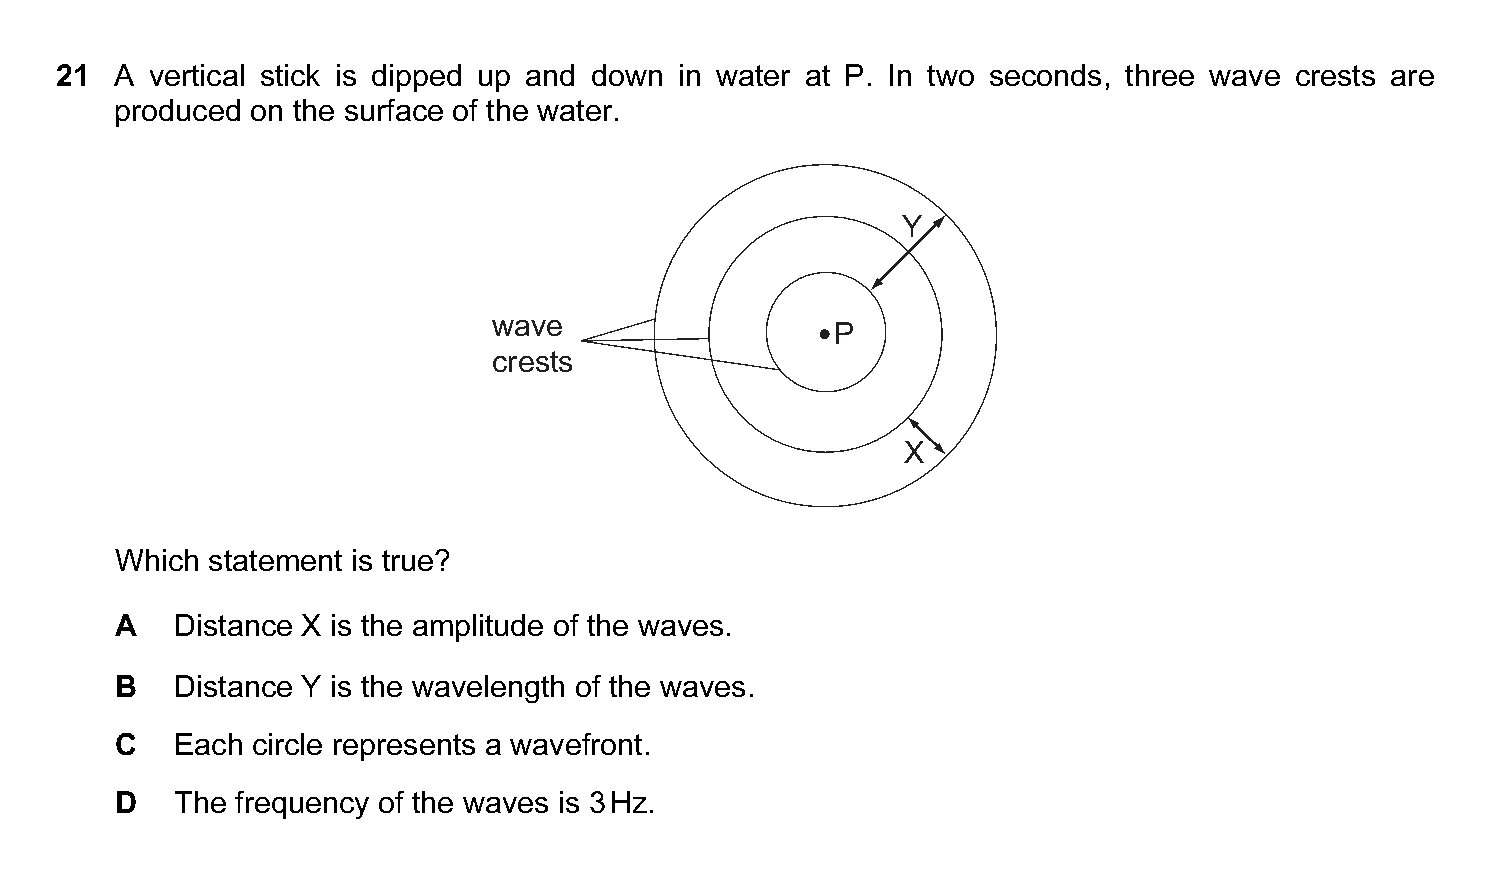 21 A vertical stick is dipped up and down in water at P. In two seconds, three wave crests are
produced on the surface of the water.
Y
wave
crests
P
X
Which statement is true?
A Distance X is the amplitude of the waves.
B Distance Y is the wavelength of the waves.
C Each circle represents a wavefront.
D The frequency of the waves is 3 Hz.